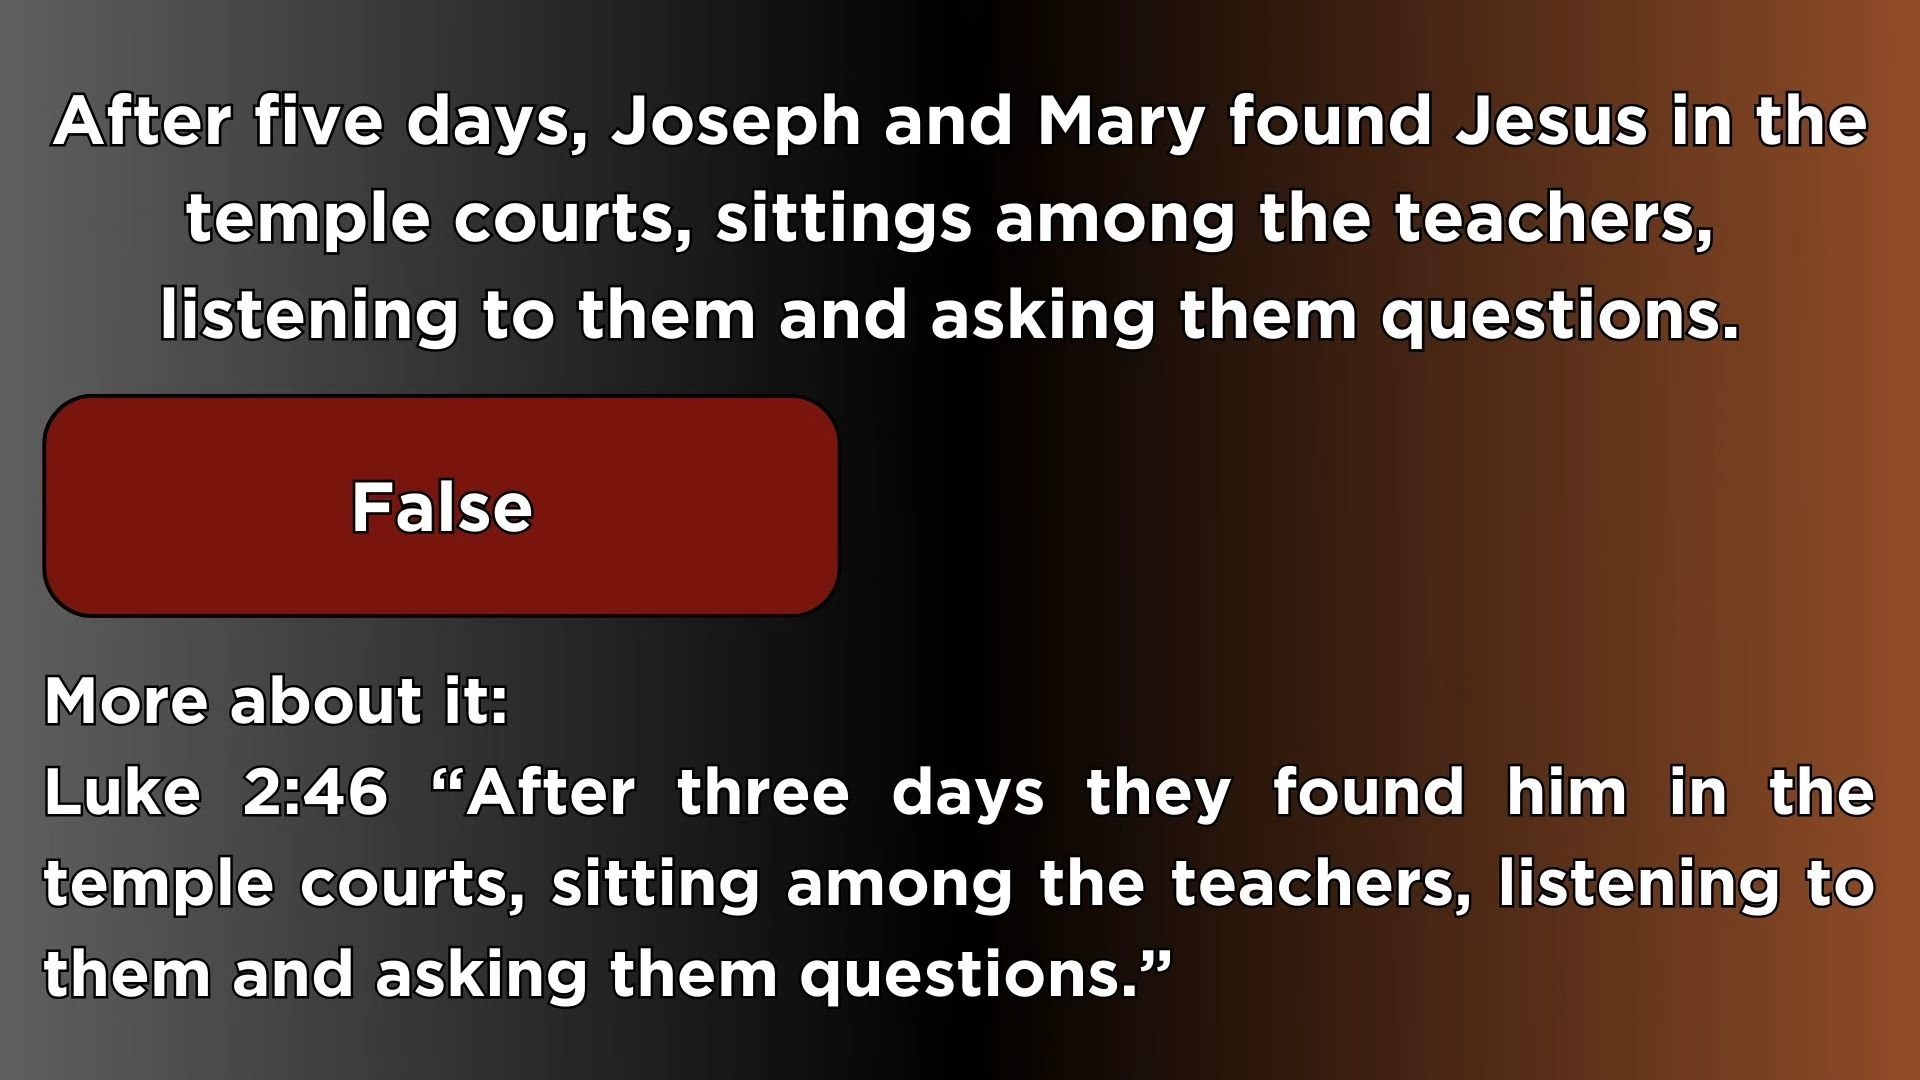 After five days, Joseph and Mary found Jesus in the
temple courts, sittings among the teachers,
listening to them and asking them questions.
False
More about it:
Luke 2:46 “After three days they found him in the
temple courts, sitting among the teachers, listening to
them and asking them questions.”